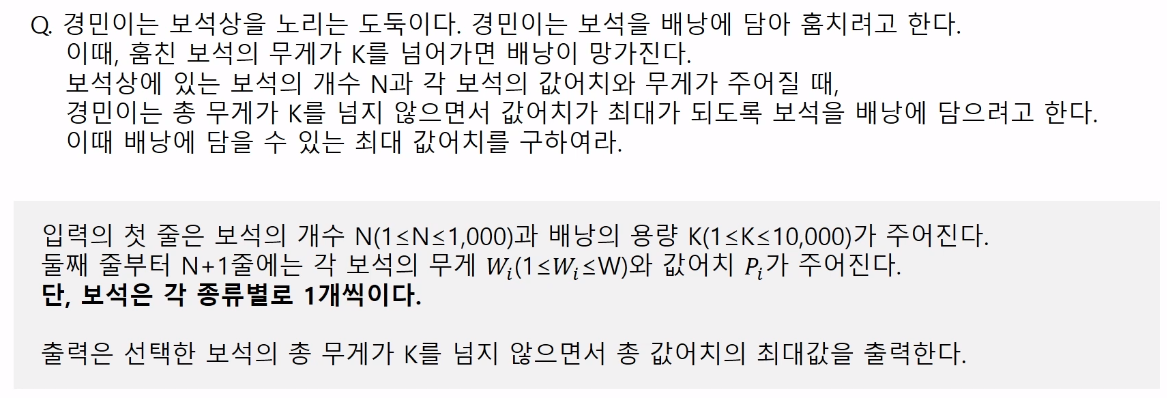 Q. 경민이는 보석상을 노리는 도둑이다. 경민이는 보석을 배낭에 담아 훔치려고 한다.
이때, 훔친 보석의 무게가 K를 넘어가면 배낭이 망가진다.
보석상에 있는 보석의 개수 N과 각 보석의 값어치와 무게가 주어질 때,
경민이는 총 무게가 K를 넘지 않으면서 값어치가 최대가 되도록 보석을 배낭에 담으려고 한다.
이때 배낭에 담을 수 있는 최대 값어치를 구하여라.
입력의 첫 줄은 보석의 개수 N(1≤N≤1,000)과 배낭의 용량 K(1≤K≤10,000)가 주어진다.
둘째 줄부터 N+1줄에는 각 보석의 무게 Wᵢ(1≤Wᵢ≤W)와 값어치 Pᵢ가 주어진다.
단, 보석은 각 종류별로 1개씩이다.
출력은 선택한 보석의 총 무게가 K를 넘지 않으면서 총 값어치의 최대값을 출력한다.